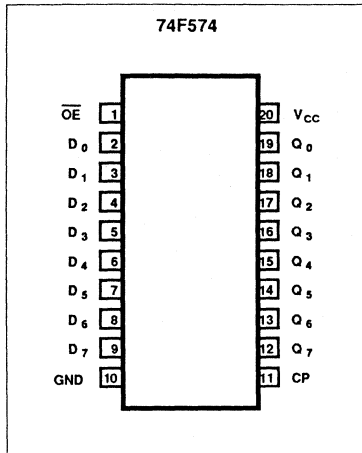 74F574
OE 1 20 VCC
D0 2 19 Q0
D1 3 18 Q1
D2 4 17 Q2
D3 5 16 Q3
D4 6 15 Q4
D5 7 14 Q5
D6 8 13 Q6
D7 9 12 Q7
GND 10 11 CP